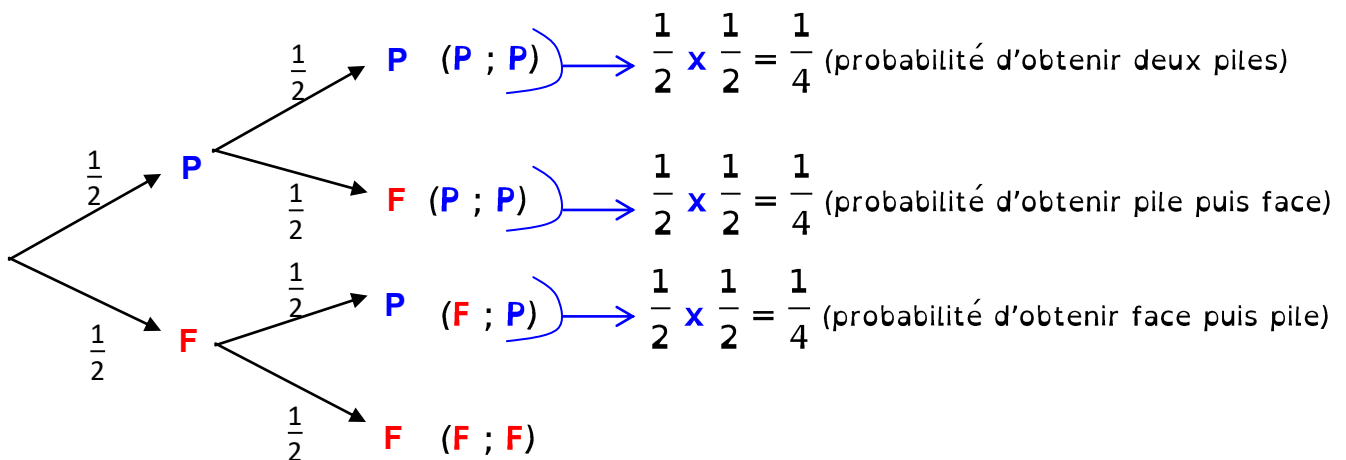 1/2 P (P ; P) 1/2 x 1/2 = 1/4 (probabilité d'obtenir deux piles)
1/2 P
1/2 F (P ; P) 1/2 x 1/2 = 1/4 (probabilité d'obtenir pile puis face)
1/2 P (F ; P) 1/2 x 1/2 = 1/4 (probabilité d'obtenir face puis pile)
1/2 F
1/2 F (F ; F)